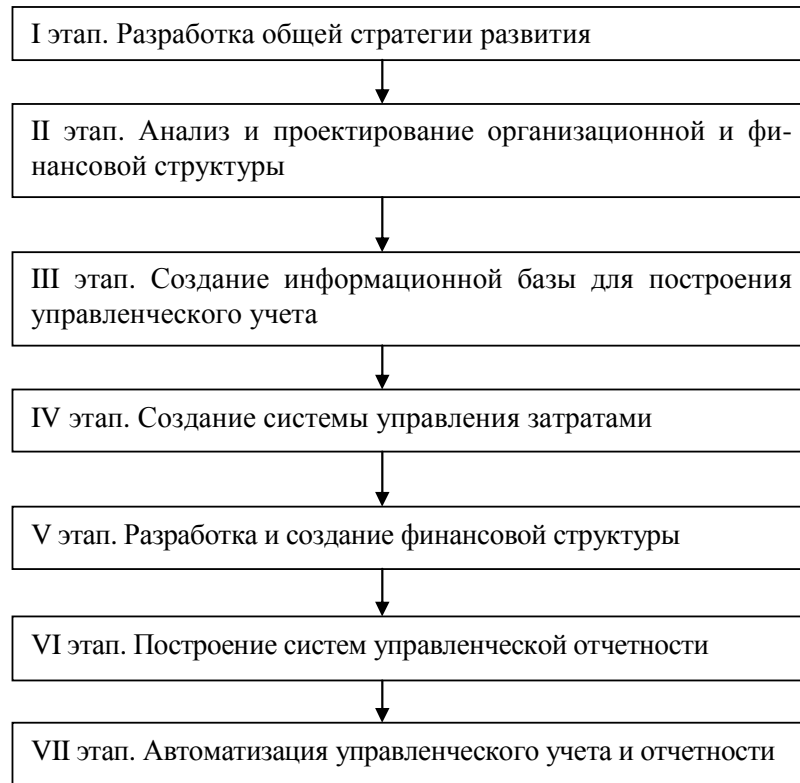 I этап. Разработка общей стратегии развития
II этап. Анализ и проектирование организационной и фи-
нансовой структуры
III этап. Создание информационной базы для построения
управленческого учета
IV этап. Создание системы управления затратами
V этап. Разработка и создание финансовой структуры
VI этап. Построение систем управленческой отчетности
VII этап. Автоматизация управленческого учета и отчетности